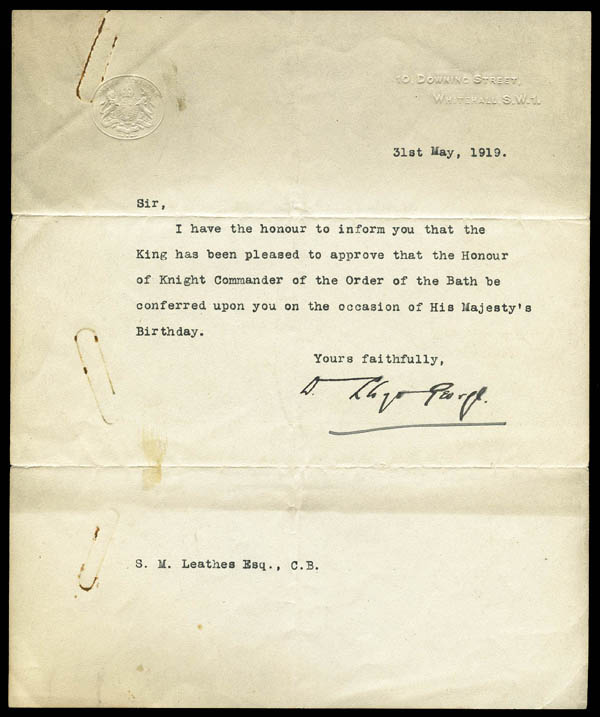 10, Downing Street,
Whitehall S.W.1.
31st May, 1919.
Sir,
I have the honour to inform you that the
King has been pleased to approve that the Honour
of Knight Commander of the Order of the Bath be
conferred upon you on the occasion of His Majesty's
Birthday.
Yours faithfully,
D. Lloyd George.
S. M. Leathes Esq., C.B.